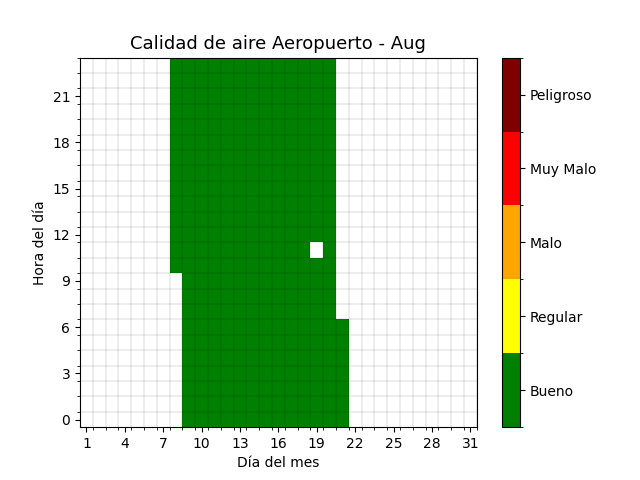 Calidad de aire Aeropuerto - Aug
Hora del día
21
18
15
12
9
6
3
0
1 4 7 10 13 16 19 22 25 28 31
Día del mes
Peligroso
Muy Malo
Malo
Regular
Bueno